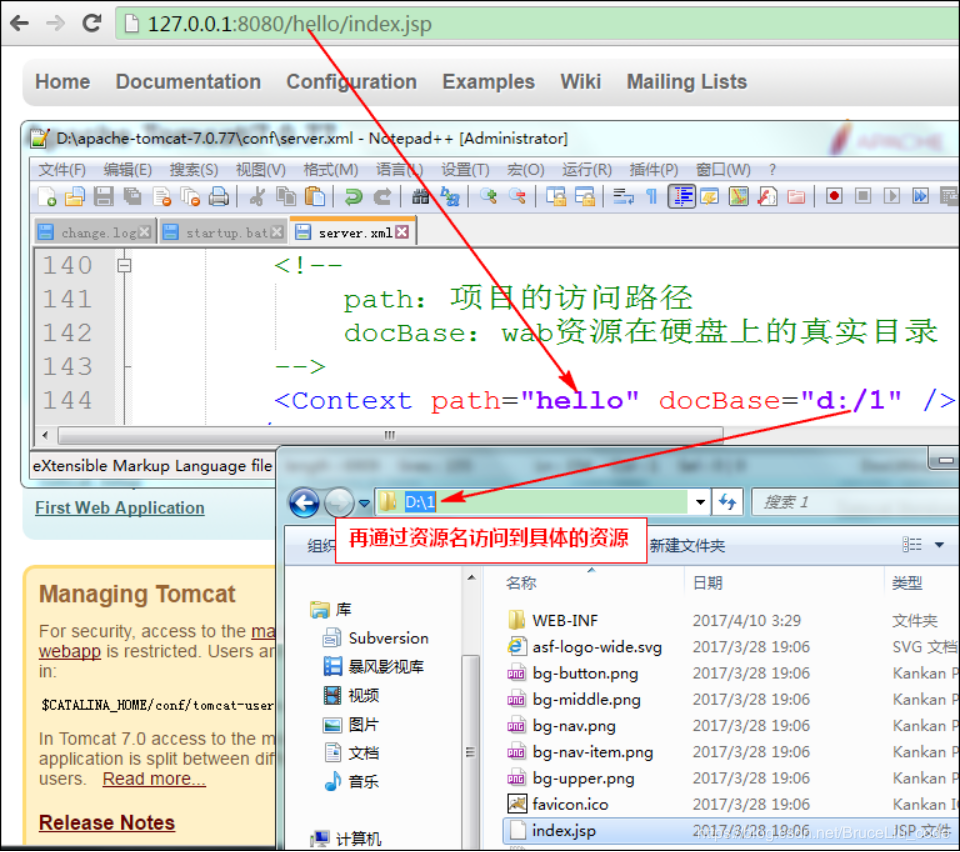 127.0.0.1:8080/hello/index.jsp
Home Documentation Configuration Examples Wiki Mailing Lists
D:\apache-tomcat-7.0.77\conf\server.xml - Notepad++ [Administrator]
APACHE
文件(F) 编辑(E) 搜索(S) 视图(V) 格式(M) 语言(L) 设置(T) 宏(O) 运行(R) 插件(P) 窗口(W) ?
change.log startup.bat server.xml
140 <!--
141 path: 项目的访问路径
142 docBase: wab资源在硬盘上的真实目录
143 -->
144 <Context path="hello" docBase="d:/1" />
eXtensible Markup Language file
First Web Application
D:\1 搜索 1
再通过资源名访问到具体的资源
组织 新建文件夹
名称 日期 类型
Managing Tomcat
For security, access to the ma
webapp is restricted. Users ar
in:
$CATALINA_HOME/conf/tomcat-user
In Tomcat 7.0 access to the m
application is split between dif
users. Read more...
Release Notes
库
Subversion
暴风影视库
视频
图片
文档
音乐
计算机
WEB-INF 2017/4/10 3:29 文件夹
asf-logo-wide.svg 2017/3/28 19:06 SVG 文档
bg-button.png 2017/3/28 19:06 Kankan P
bg-middle.png 2017/3/28 19:06 Kankan P
bg-nav.png 2017/3/28 19:06 Kankan P
bg-nav-item.png 2017/3/28 19:06 Kankan P
bg-upper.png 2017/3/28 19:06 Kankan P
favicon.ico 2017/3/28 19:06 Kankan IC
index.jsp 2017/3/28 19:06 JSP 文件